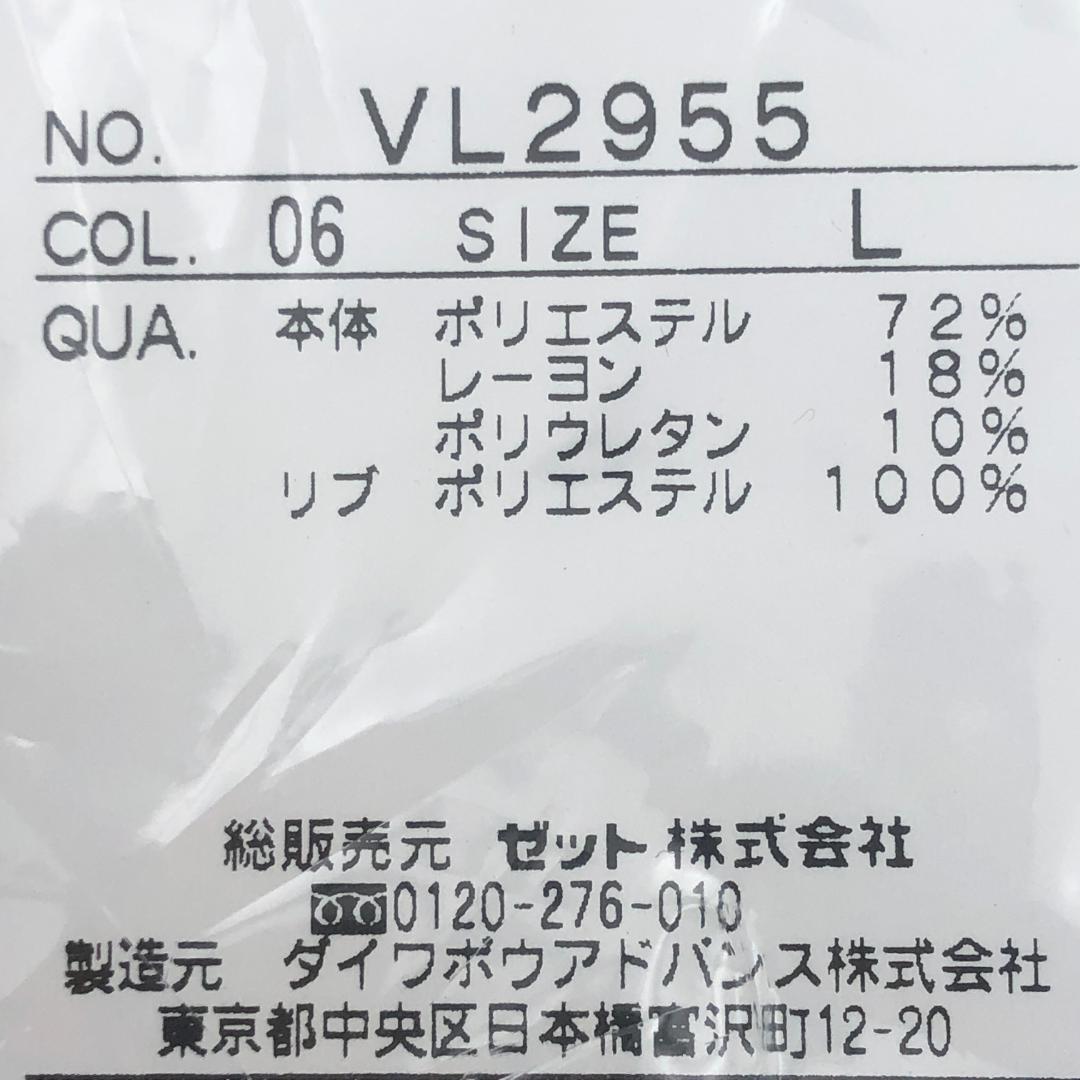 NO. VL2955
COL. 06 SIZE L
QUA. 本体 ポリエステル 72%
レーヨン 18%
ポリウレタン 10%
リブ ポリエステル 100%
総販売元 ゼット株式会社
0120-276-010
製造元 ダイワボウアドバンス株式会社
東京都中央区日本橋富沢町12-20